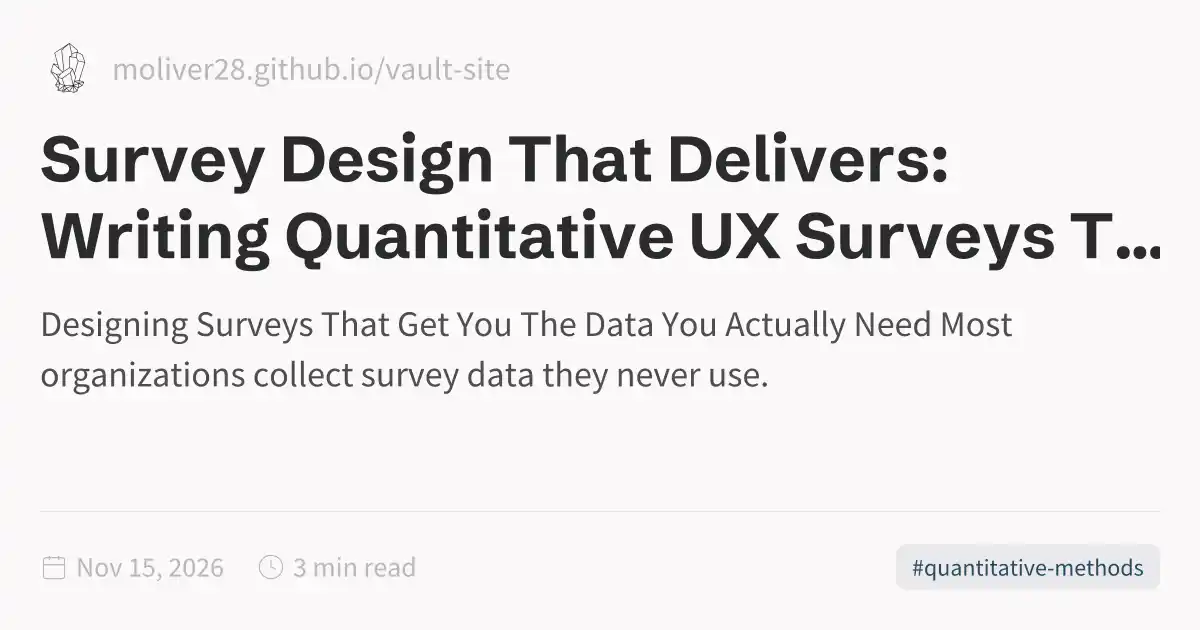 moliver28.github.io/vault-site
Survey Design That Delivers:
Writing Quantitative UX Surveys T...
Designing Surveys That Get You The Data You Actually Need Most
organizations collect survey data they never use.
Nov 15, 2026
3 min read
#quantitative-methods